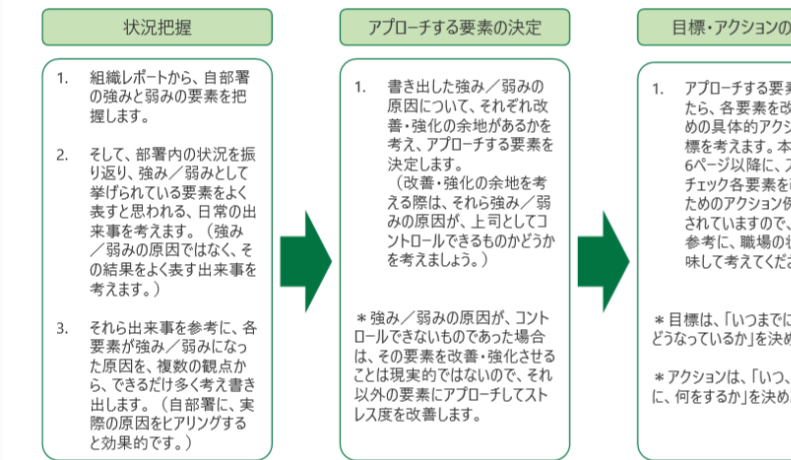 状況把握
1. 組織レポートから、自部署
の強みと弱みの要素を把
握します。
2. そして、部署内の状況を振
り返り、強み／弱みとして
挙げられている要素をよく
表すと思われる、日常の出
来事を考えます。（強み
／弱みの原因ではなく、そ
の結果をよく表す出来事を
考えます。）
3. それら出来事を参考に、各
要素が強み／弱みになっ
た原因を、複数の観点か
ら、できるだけ多く考え書き
出します。（自部署に、実
際の原因をヒアリングする
と効果的です。）
アプローチする要素の決定
1. 書き出した強み／弱みの
原因について、それぞれ改
善・強化の余地があるかを
考え、アプローチする要素を
決定します。
（改善・強化の余地を考
える際は、それら強み／弱
みの原因が、上司としてコ
ントロールできるものかどうか
を考えましょう。）
＊強み／弱みの原因が、コント
ロールできないものであった場合
は、その要素を改善・強化させる
ことは現実的ではないので、それ
以外の要素にアプローチしてスト
レス度を改善します。
目標・アクションの
1. アプローチする要
たら、各要素を改
めの具体的アクシ
標を考えます。本
6ページ以降に、ス
チェック各要素を
ためのアクション例
されていますので、
参考に、職場の
味して考えてくださ
＊目標は、「いつまでに
どうなっているか」を決め
＊アクションは、「いつ、
に、何をするか」を決め